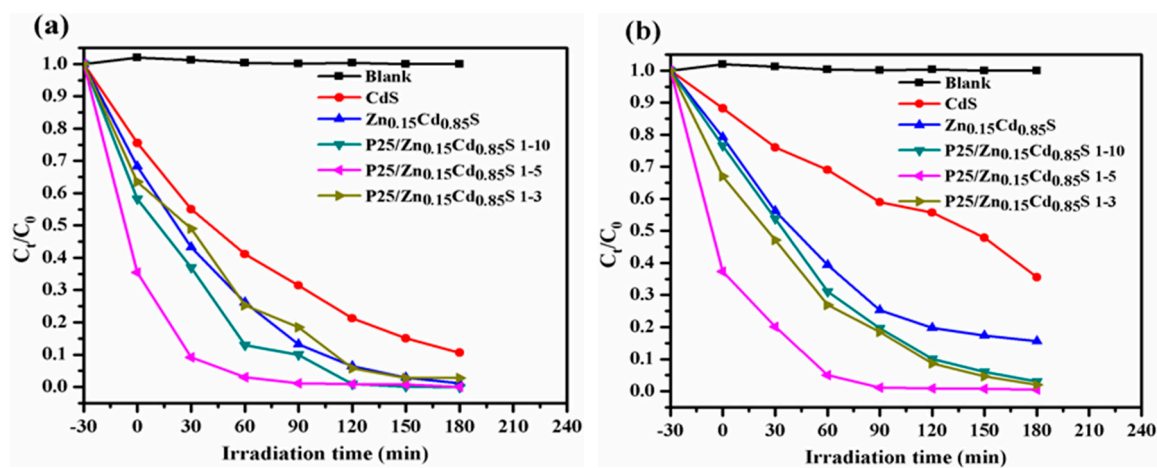 (a)
1.0
0.9
0.8
0.7
0.6
0.5
0.4
0.3
0.2
0.1
0.0
Ct/C0
Blank
CdS
Zn0.15Cd0.85S
P25/Zn0.15Cd0.85S 1-10
P25/Zn0.15Cd0.85S 1-5
P25/Zn0.15Cd0.85S 1-3
-30 0 30 60 90 120 150 180 210 240
Irradiation time (min)
(b)
1.0
0.9
0.8
0.7
0.6
0.5
0.4
0.3
0.2
0.1
0.0
Ct/C0
Blank
CdS
Zn0.15Cd0.85S
P25/Zn0.15Cd0.85S 1-10
P25/Zn0.15Cd0.85S 1-5
P25/Zn0.15Cd0.85S 1-3
-30 0 30 60 90 120 150 180 210 240
Irradiation time (min)